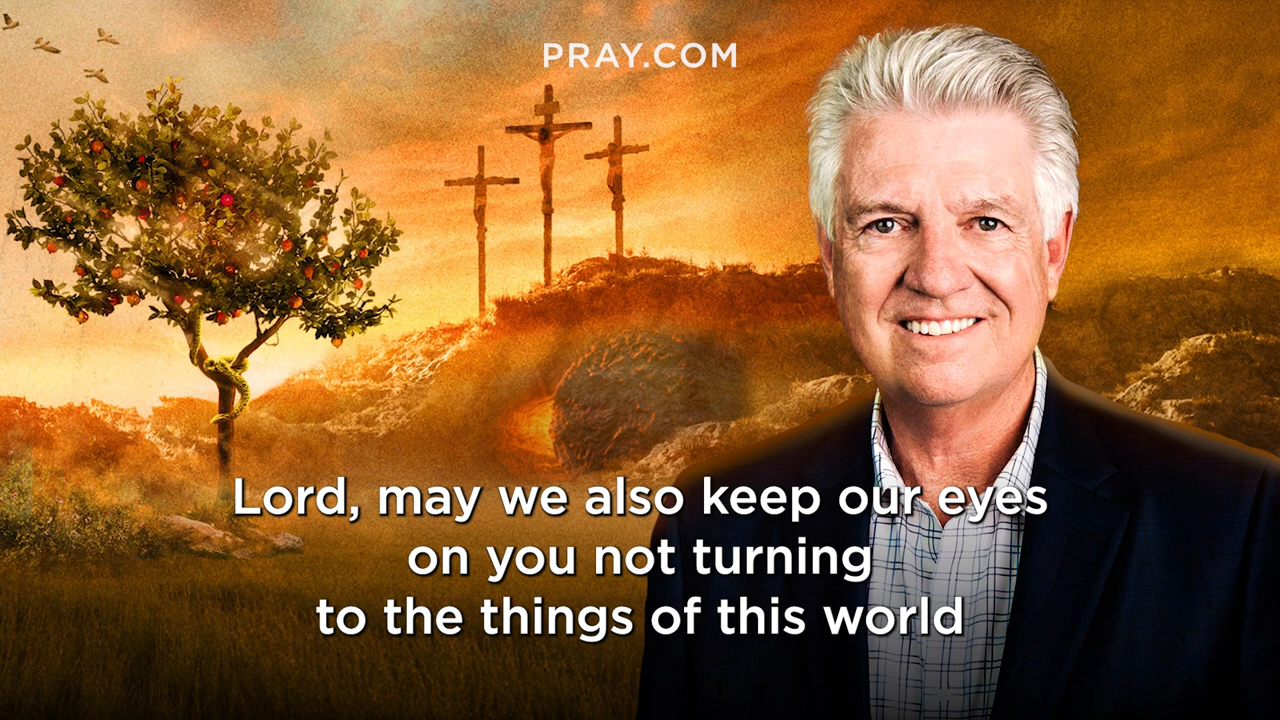 PRAY.COM
Lord, may we also keep our eyes
on you not turning
to the things of this world